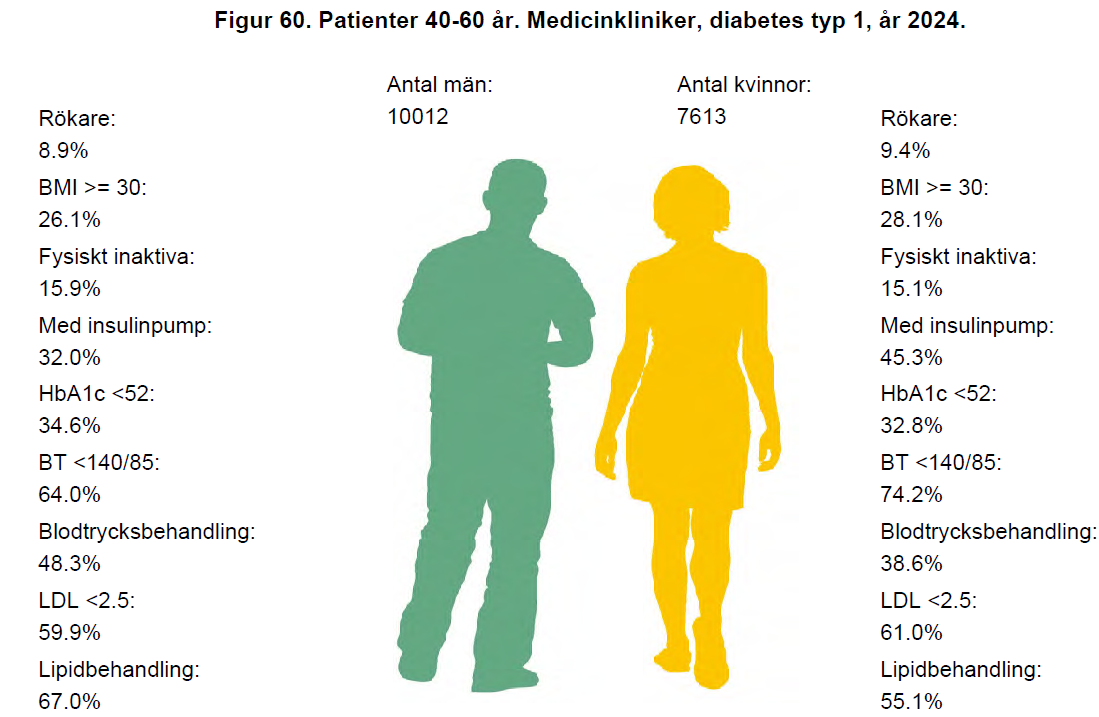 Figur 60. Patienter 40-60 år. Medicinkliniker, diabetes typ 1, år 2024.
Antal män:
10012
Antal kvinnor:
7613
Rökare:
8.9%
BMI >= 30:
26.1%
Fysiskt inaktiva:
15.9%
Med insulinpump:
32.0%
HbA1c <52:
34.6%
BT <140/85:
64.0%
Blodtrycksbehandling:
48.3%
LDL <2.5:
59.9%
Lipidbehandling:
67.0%
Rökare:
9.4%
BMI >= 30:
28.1%
Fysiskt inaktiva:
15.1%
Med insulinpump:
45.3%
HbA1c <52:
32.8%
BT <140/85:
74.2%
Blodtrycksbehandling:
38.6%
LDL <2.5:
61.0%
Lipidbehandling:
55.1%